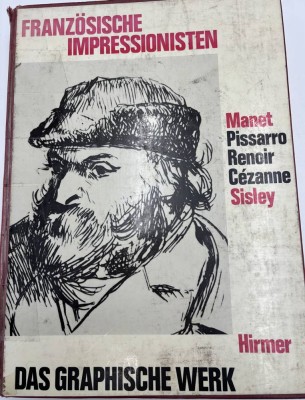 FRANZÖSISCHE
IMPRESSIONISTEN
Manet
Pissarro
Renoir
Cézanne
Sisley
Hirmer
DAS GRAPHISCHE WERK